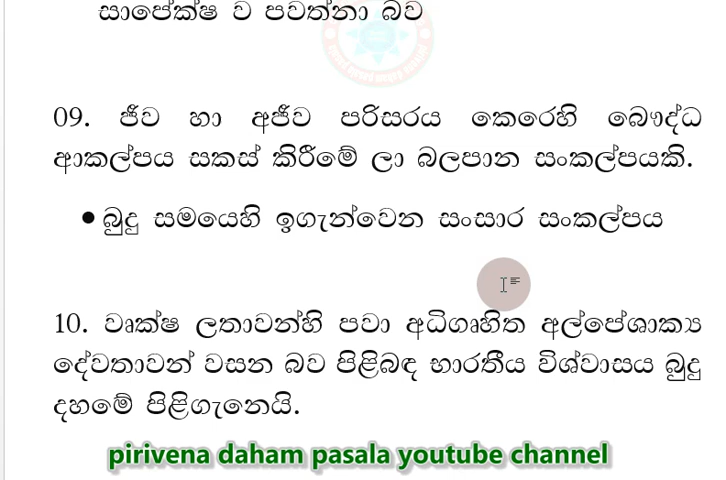 සාපේක්ෂ ව පවත්නා බව
09. ජීව හා අජීව පරිසරය කෙරෙහි බෞද්ධ
ආකල්පය සකස් කිරීමේ ලා බලපාන සංකල්පයකි.
• බුදු සමයෙහි ඉගැන්වෙන සංසාර සංකල්පය
10. වෘක්ෂ ලතාවන්හි පවා අධිගෘහිත අල්පේශාක්‍ය
දේවතාවන් වසන බව පිළිබඳ භාරතීය විශ්වාසය බුදු
දහමේ පිළිගැනෙයි.
pirivena daham pasala youtube channel